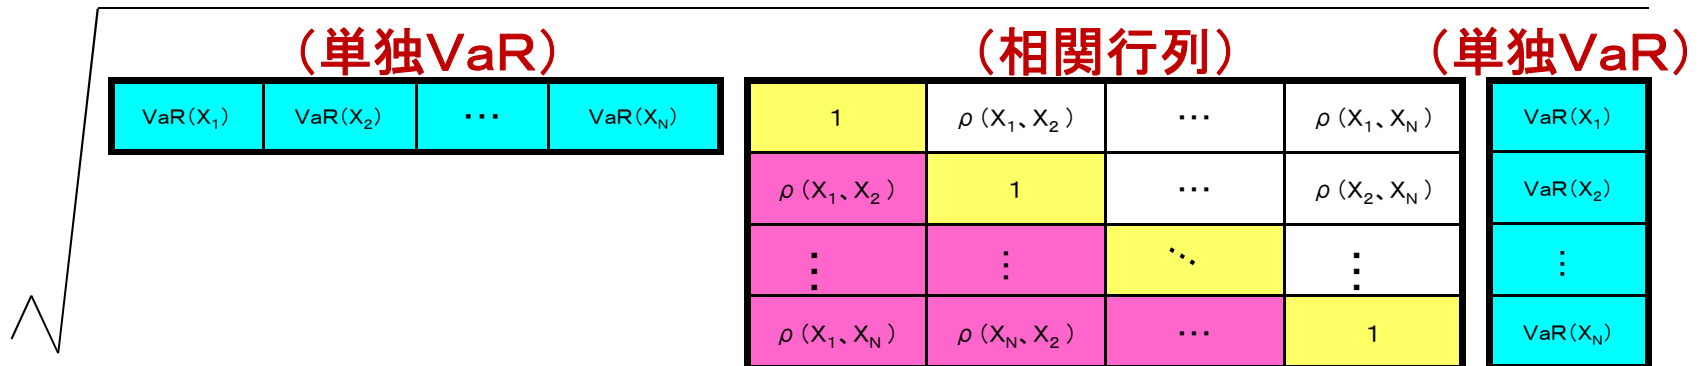 （単独VaR） （相関行列） （単独VaR）
VaR(X1) VaR(X2) ･･･ VaR(XN) 1 ρ（X1、X2） ･･･ ρ（X1、XN） VaR(X1)
ρ（X1、X2） 1 ･･･ ρ（X2、XN） VaR(X2)
⋮ ⋮ ⋱ ⋮ ⋮
ρ（X1、XN） ρ（XN、X2） ･･･ 1 VaR(XN)